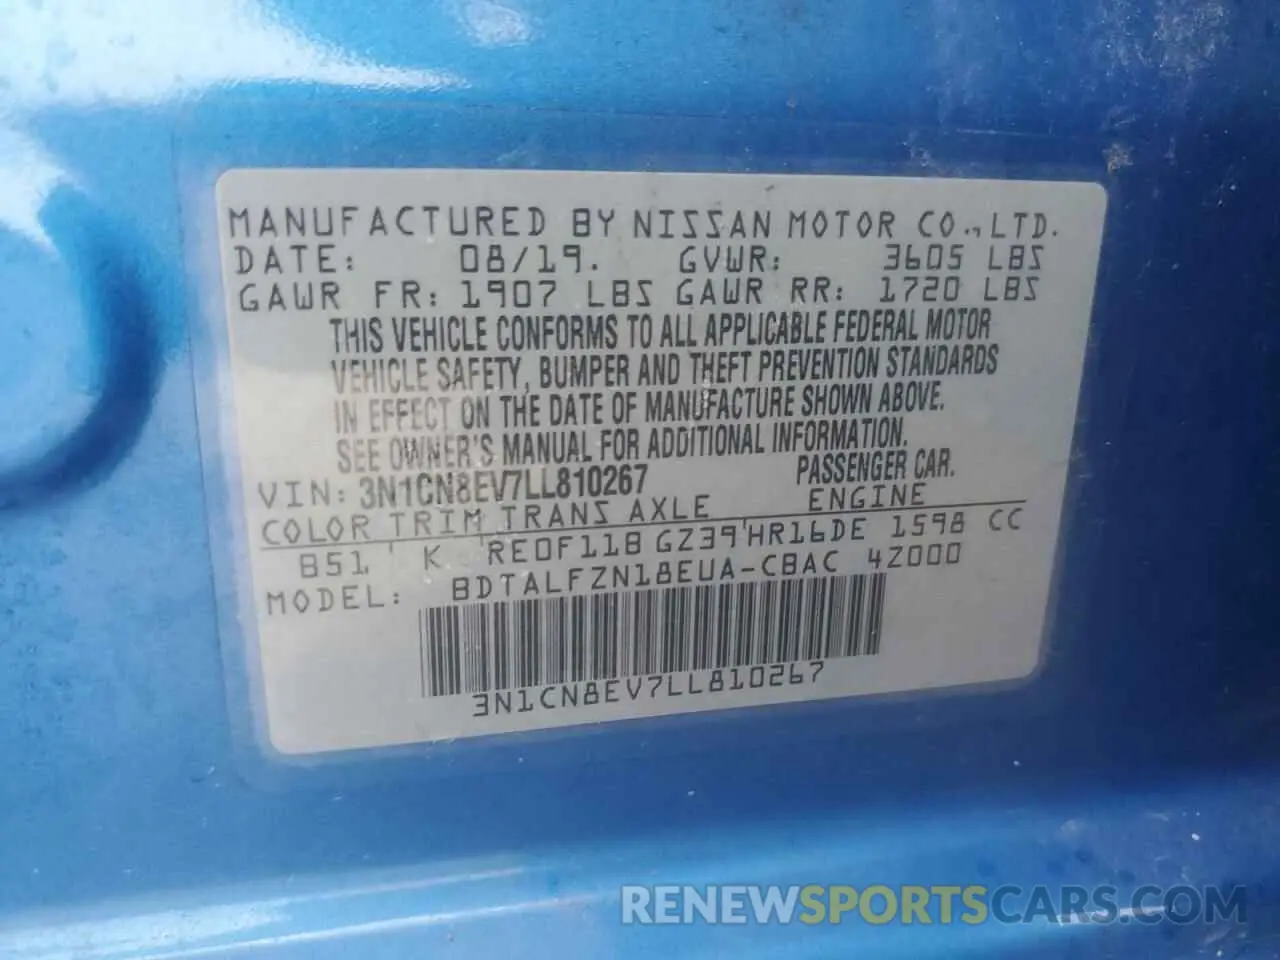 MANUFACTURED BY NISSAN MOTOR CO., LTD.
DATE: 08/19. GVWR: 3605 LBS
GAWR FR: 1907 LBS GAWR RR: 1720 LBS
THIS VEHICLE CONFORMS TO ALL APPLICABLE FEDERAL MOTOR
VEHICLE SAFETY, BUMPER AND THEFT PREVENTION STANDARDS
IN EFFECT ON THE DATE OF MANUFACTURE SHOWN ABOVE.
SEE OWNER'S MANUAL FOR ADDITIONAL INFORMATION.
VIN: 3N1CN8EV7LL810267 PASSENGER CAR.
COLOR TRIM TRANS AXLE ENGINE
B51 ' K RE0F11B GZ39'HR16DE 1598 CC
MODEL: BDTALFZN18EUA-CBAC 4Z000
3N1CN8EV7LL810267
RENEWSPORTSCARS.COM